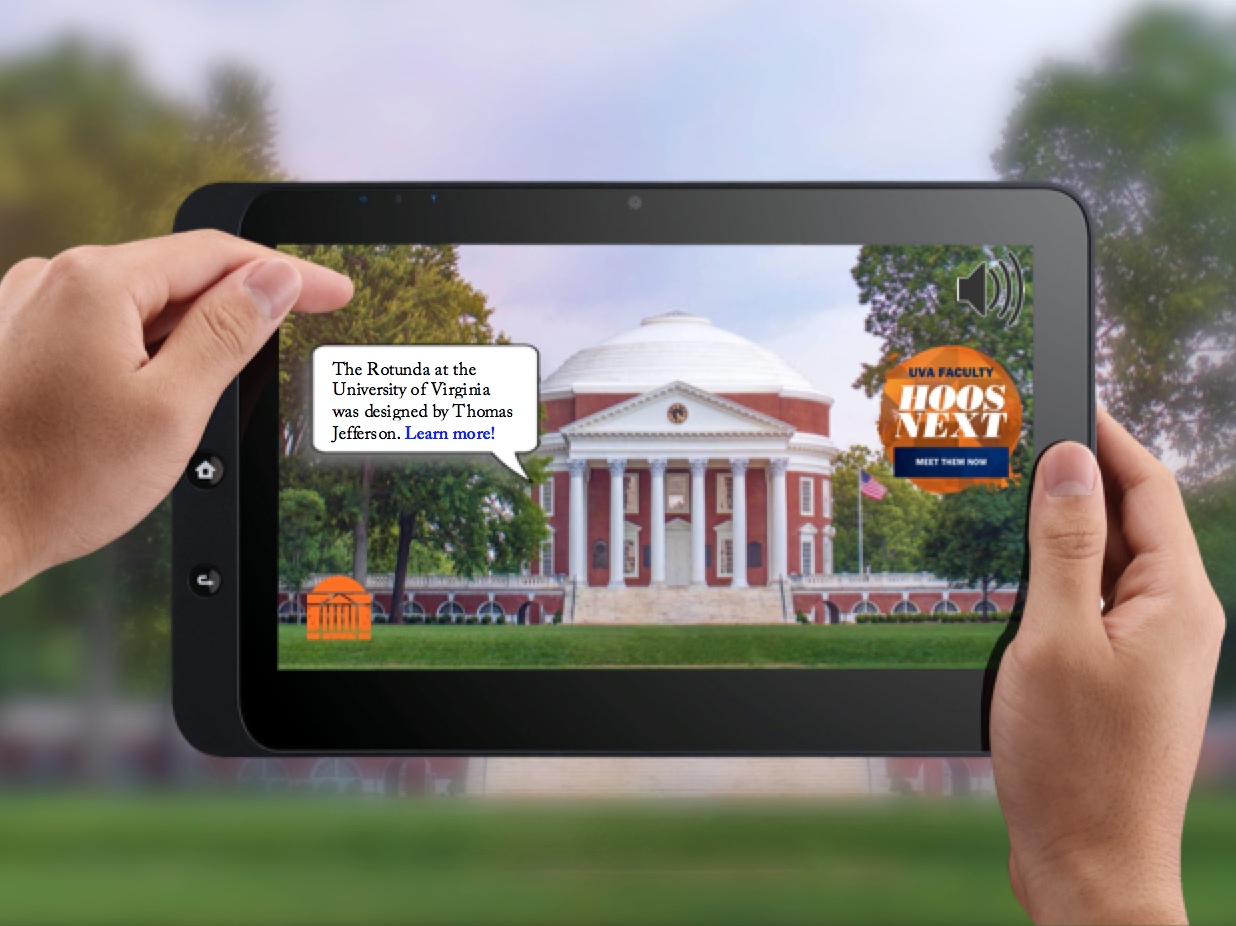 The Rotunda at the
University of Virginia
was designed by Thomas
Jefferson. Learn more!
UVA FACULTY
HOOS
NEXT
MEET THEM NOW